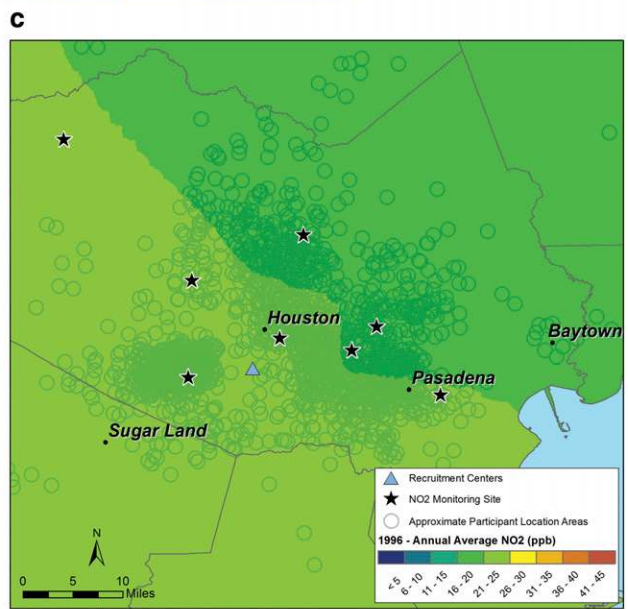 c
Houston
Baytown
Pasadena
Sugar Land
Recruitment Centers
NO2 Monitoring Site
Approximate Participant Location Areas
1996 - Annual Average NO2 (ppb)
< 5 6-10 11-15 16-20 21-25 26-30 31-35 36-40 41-45
N
0 5 10
Miles